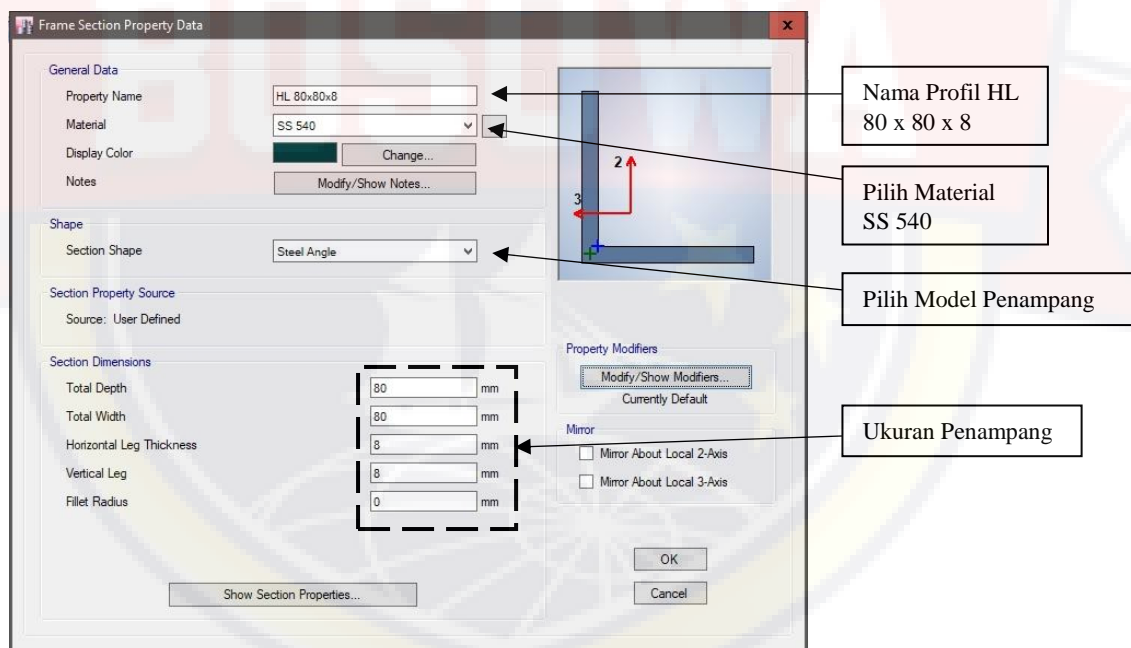 Frame Section Property Data
x
General Data
Property Name
HL 80x80x8
Material
SS 540
Display Color
Change...
Notes
Modify/Show Notes...
Shape
Section Shape
Steel Angle
Section Property Source
Source: User Defined
Section Dimensions
Total Depth
80
mm
Total Width
80
mm
Horizontal Leg Thickness
8
mm
Vertical Leg
8
mm
Fillet Radius
0
mm
Show Section Properties...
2
3
Property Modifiers
Modify/Show Modifiers...
Currently Default
Mirror
Mirror About Local 2-Axis
Mirror About Local 3-Axis
OK
Cancel
Nama Profil HL
80 x 80 x 8
Pilih Material
SS 540
Pilih Model Penampang
Ukuran Penampang
BOSOWA